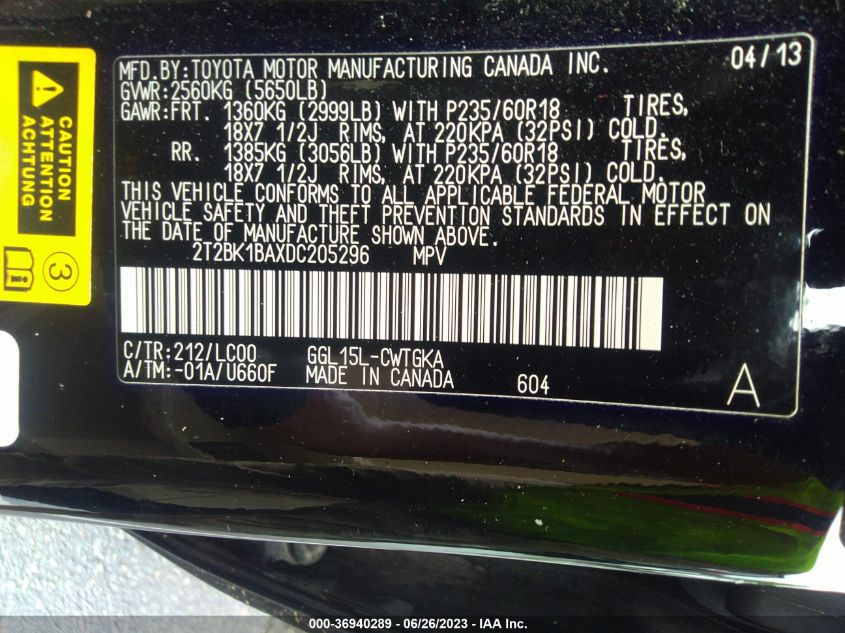 MFD.BY:TOYOTA MOTOR MANUFACTURING CANADA INC. 04/13
GVWR:2560KG (5650LB)
GAWR:FRT. 1360KG (2999LB) WITH P235/60R18 TIRES,
18X7 1/2J RIMS, AT 220KPA (32PSI) COLD.
RR. 1385KG (3056LB) WITH P235/60R18 TIRES,
18X7 1/2J RIMS, AT 220KPA (32PSI) COLD.
THIS VEHICLE CONFORMS TO ALL APPLICABLE FEDERAL MOTOR
VEHICLE SAFETY AND THEFT PREVENTION STANDARDS IN EFFECT ON
THE DATE OF MANUFACTURE SHOWN ABOVE.
2T2BK1BAXDC205296 MPV
C/TR:212/LC00 GGL15L-CWTGKA
A/TM:-01A/U660F MADE IN CANADA 604 A
CAUTION
ATTENTION
ACHTUNG
3
000-36940289 - 06/26/2023 - IAA Inc.